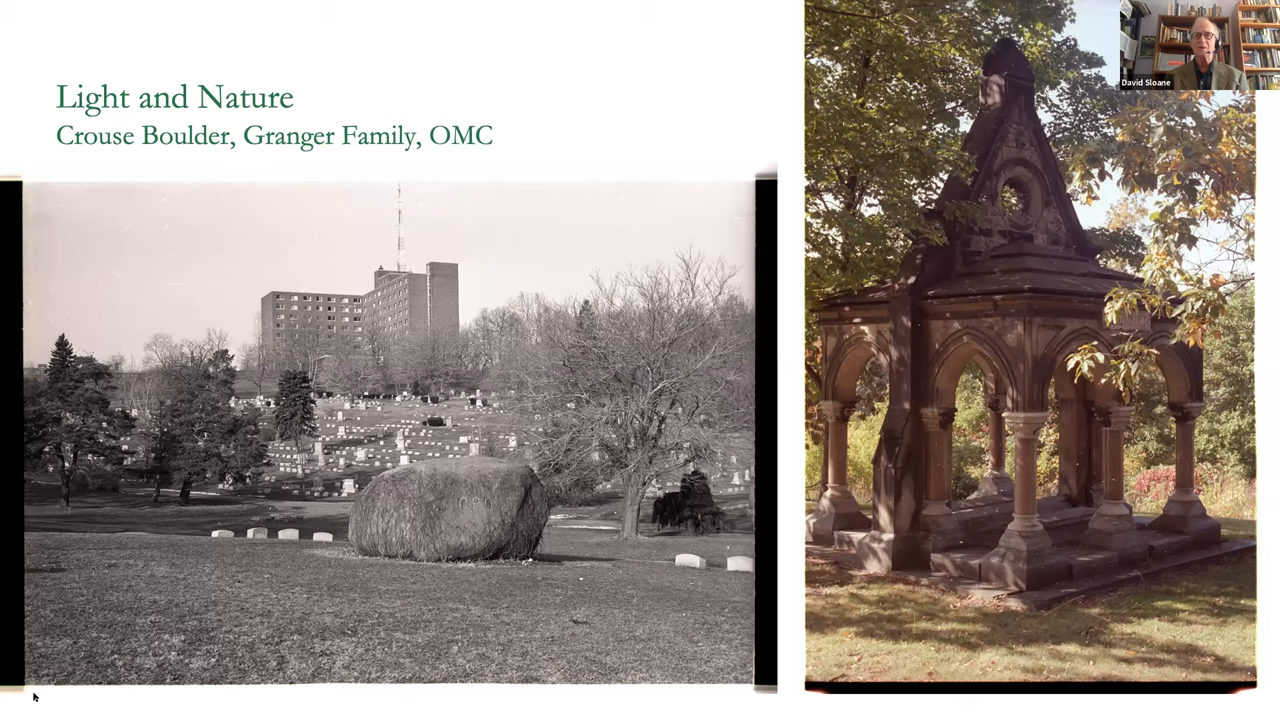 Light and Nature
Crouse Boulder, Granger Family, OMC
David Sloane